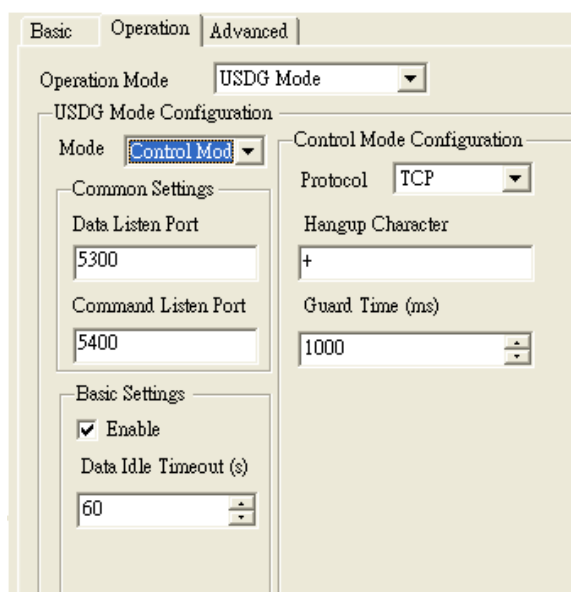 Basic Operation Advanced
Operation Mode USDG Mode
USDG Mode Configuration
Mode Control Mod
Common Settings
Data Listen Port
5300
Command Listen Port
5400
Basic Settings
Enable
Data Idle Timeout (s)
60
Control Mode Configuration
Protocol TCP
Hangup Character
+
Guard Time (ms)
1000